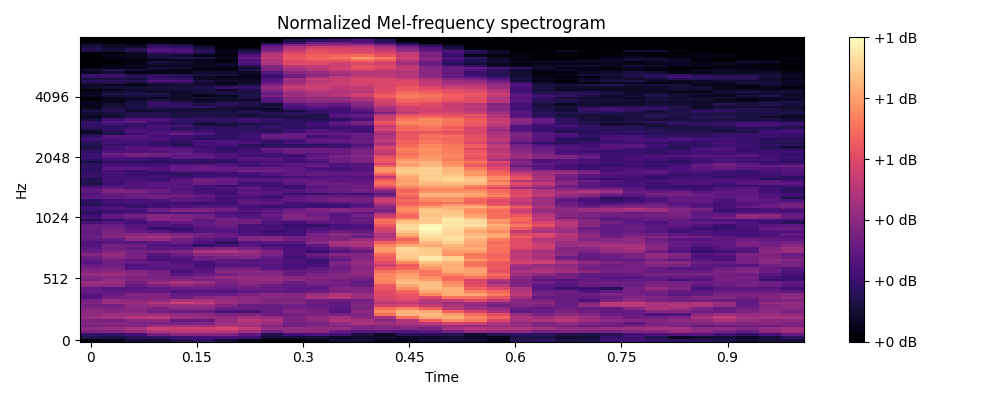 Normalized Mel-frequency spectrogram
Hz
4096
2048
1024
512
0
0 0.15 0.3 0.45 0.6 0.75 0.9
Time
+1 dB
+1 dB
+1 dB
+0 dB
+0 dB
+0 dB